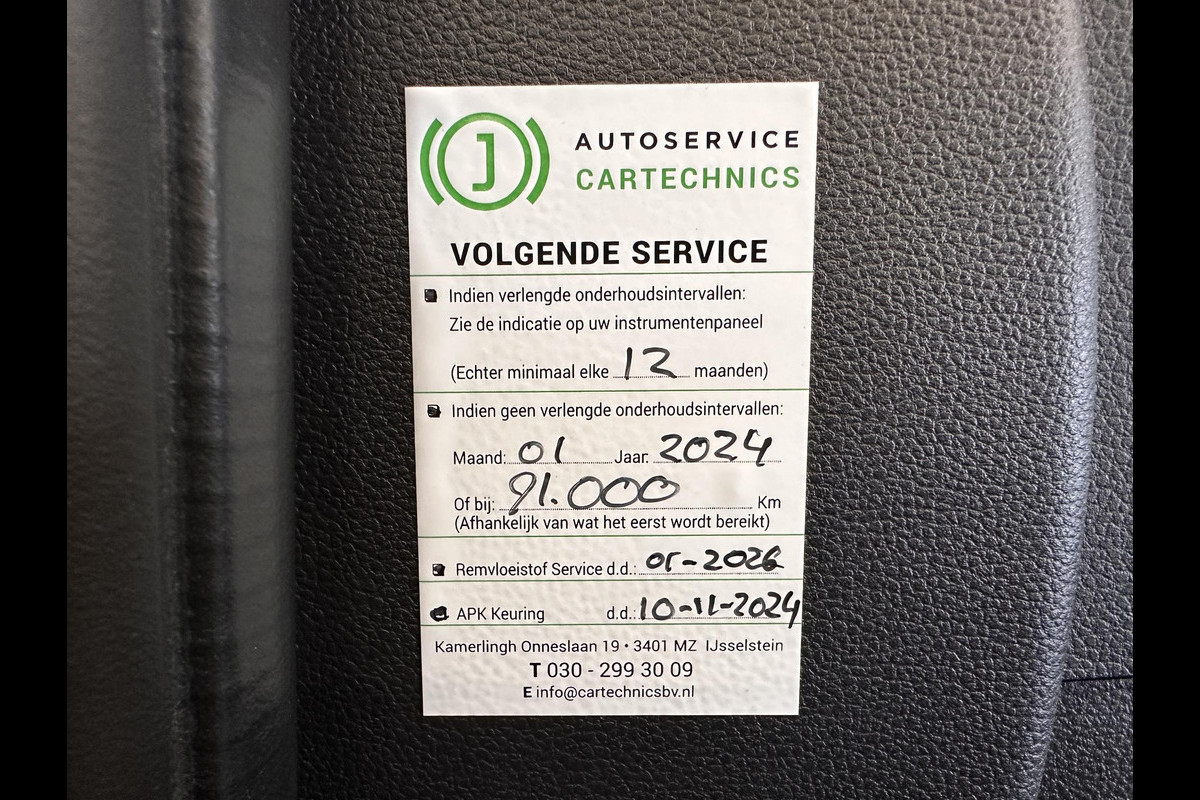 J
AUTOSERVICE
CARTECHNICS
VOLGENDE SERVICE
Indien verlengde onderhoudsintervallen:
Zie de indicatie op uw instrumentenpaneel
(Echter minimaal elke 12 maanden)
Indien geen verlengde onderhoudsintervallen:
Maand: 01 Jaar: 2024
Of bij: 91.000 Km
(Afhankelijk van wat het eerst wordt bereikt)
Remvloeistof Service d.d.: 01-2026
APK Keuring d.d.: 10-11-2024
Kamerlingh Onneslaan 19 • 3401 MZ IJsselstein
T 030 - 299 30 09
E info@cartechnicsbv.nl